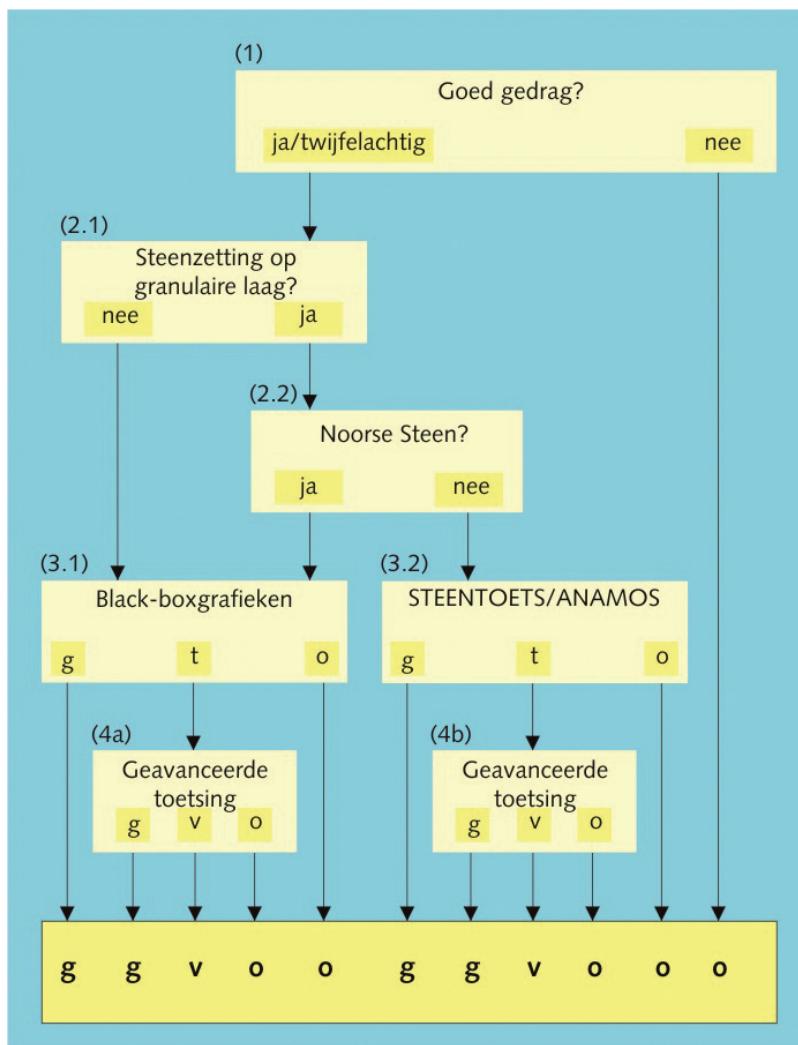 (1)
Goed gedrag?
ja/twijfelachtig nee
(2.1)
Steenzetting op
granulaire laag?
nee ja
(2.2)
Noorse Steen?
ja nee
(3.1)
Black-boxgrafieken
g t o
(3.2)
STEENTOETS/ANAMOS
g t o
(4a)
Geavanceerde
toetsing
g v o
(4b)
Geavanceerde
toetsing
g v o
g g v o o g g v o o o